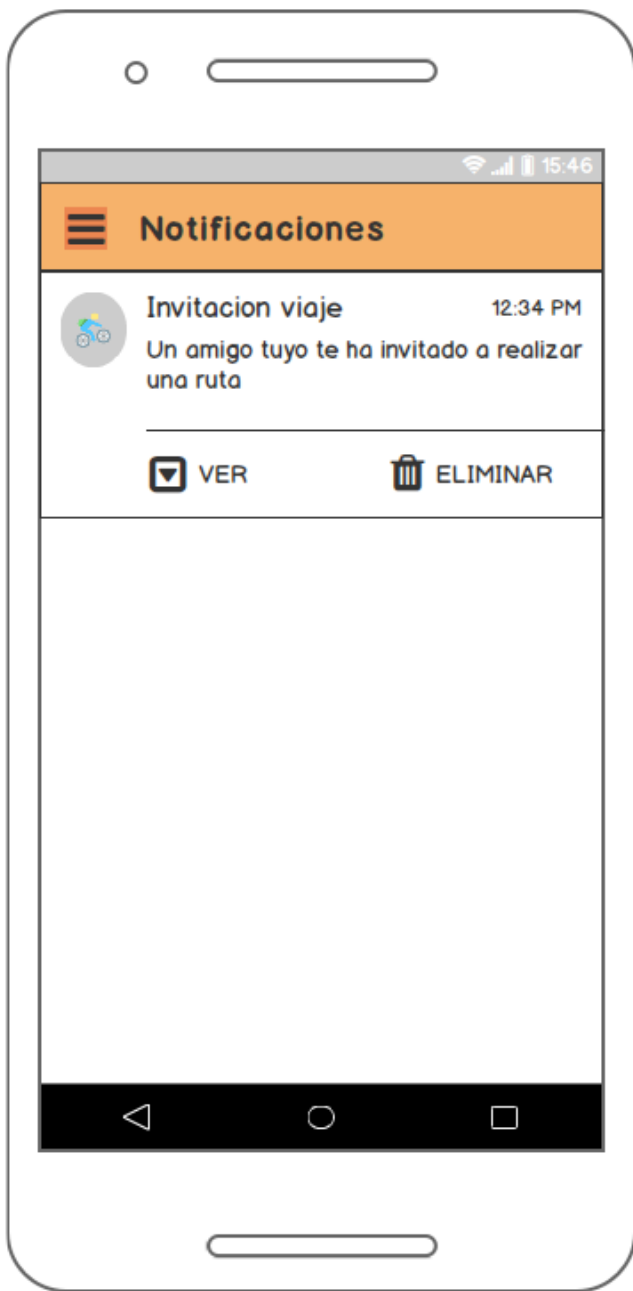 15:46
Notificaciones
Invitacion viaje 12:34 PM
Un amigo tuyo te ha invitado a realizar
una ruta
VER ELIMINAR